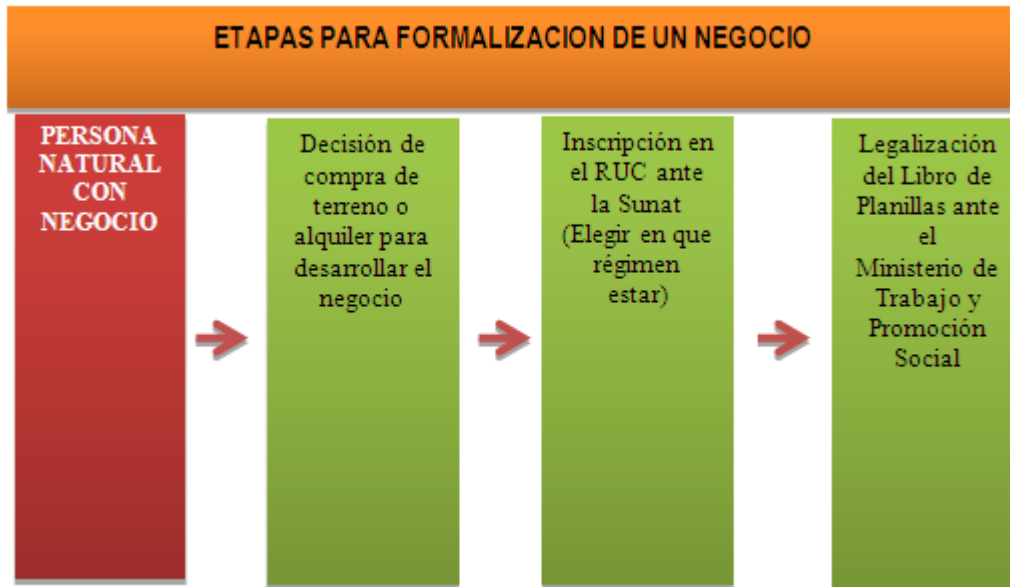 ETAPAS PARA FORMALIZACION DE UN NEGOCIO
PERSONA
NATURAL
CON
NEGOCIO
Decisión de
compra de
terreno o
alquiler para
desarrollar el
negocio
Inscripción en
el RUC ante
la Sunat
(Elegir en que
régimen
estar)
Legalización
del Libro de
Planillas ante
el
Ministerio de
Trabajo y
Promoción
Social